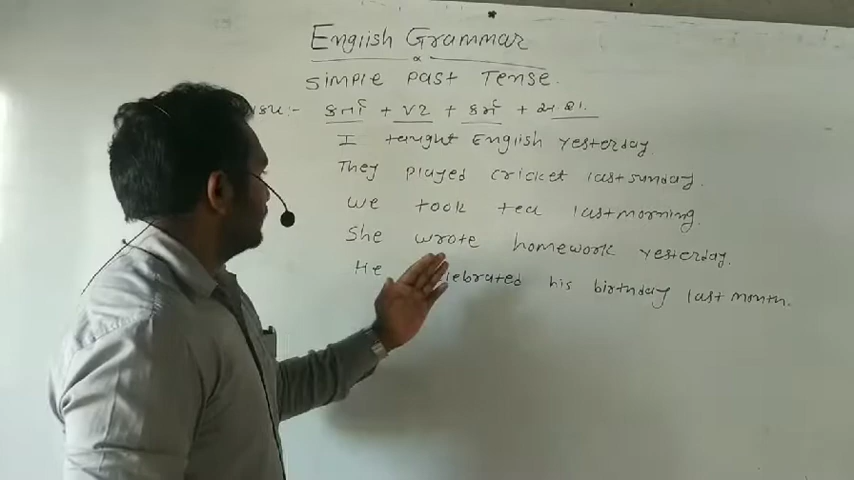 English Grammar
Simple Past Tense.
કર્તા + V2 + કર્મ + અ.શ.
I taught English yesterday.
They played cricket last sunday.
We took tea last morning.
She wrote homework yesterday.
He his birthday last month.